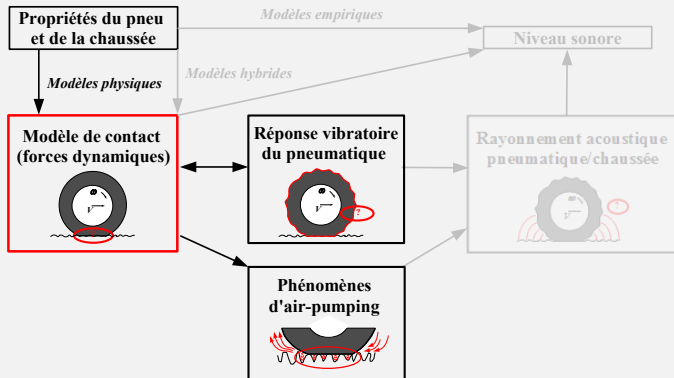 Propriétés du pneu
et de la chaussée
Modèles empiriques
Niveau sonore
Modèles physiques
Modèles hybrides
Modèle de contact
(forces dynamiques)
Réponse vibratoire
du pneumatique
Rayonnement acoustique
pneumatique/chaussée
ω
V
ω
V
?
ω
V
?
Phénomènes
d'air-pumping